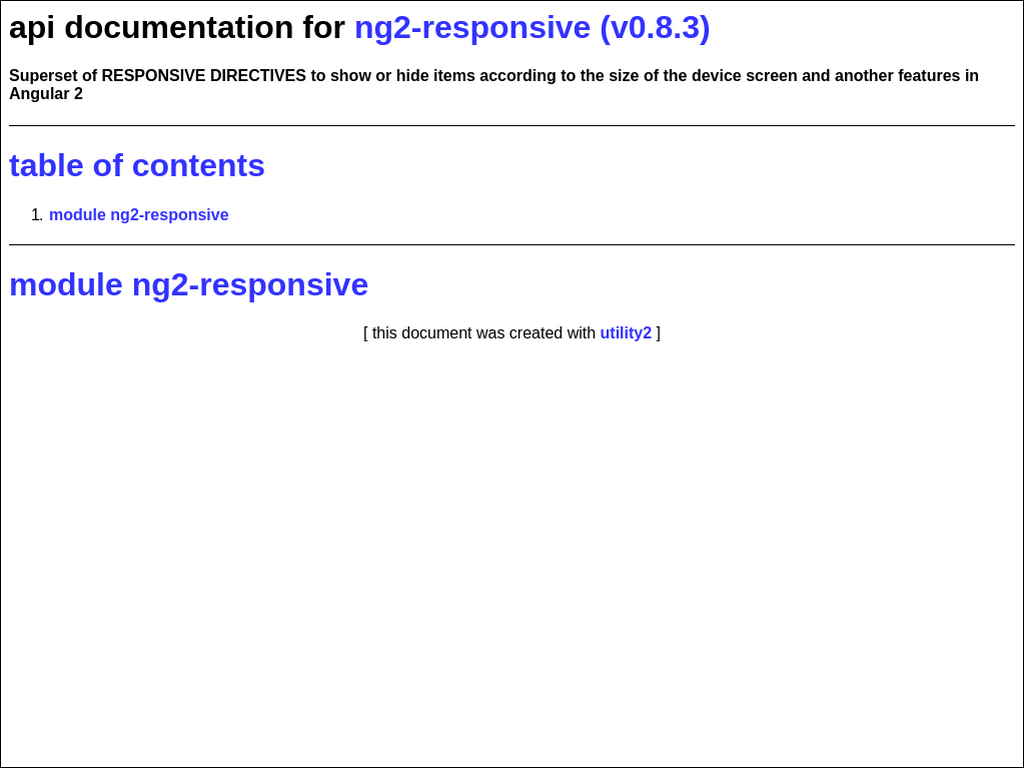 api documentation for ng2-responsive (v0.8.3)
Superset of RESPONSIVE DIRECTIVES to show or hide items according to the size of the device screen and another features in
Angular 2
table of contents
1. module ng2-responsive
module ng2-responsive
[ this document was created with utility2 ]